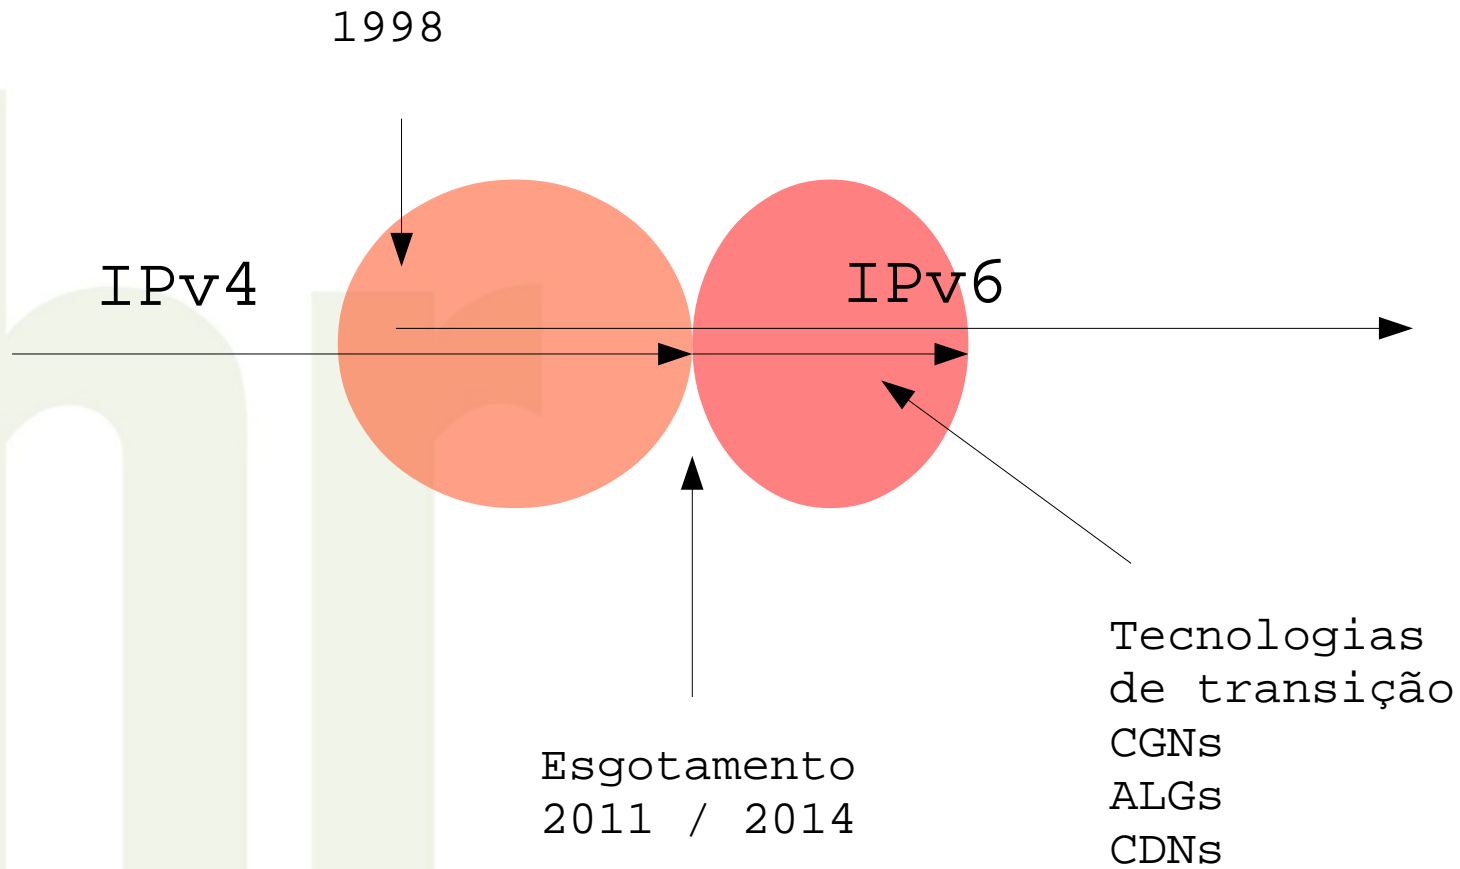 1998
IPv4
IPv6
Esgotamento
2011 / 2014
Tecnologias
de transição
CGNs
ALGs
CDNs